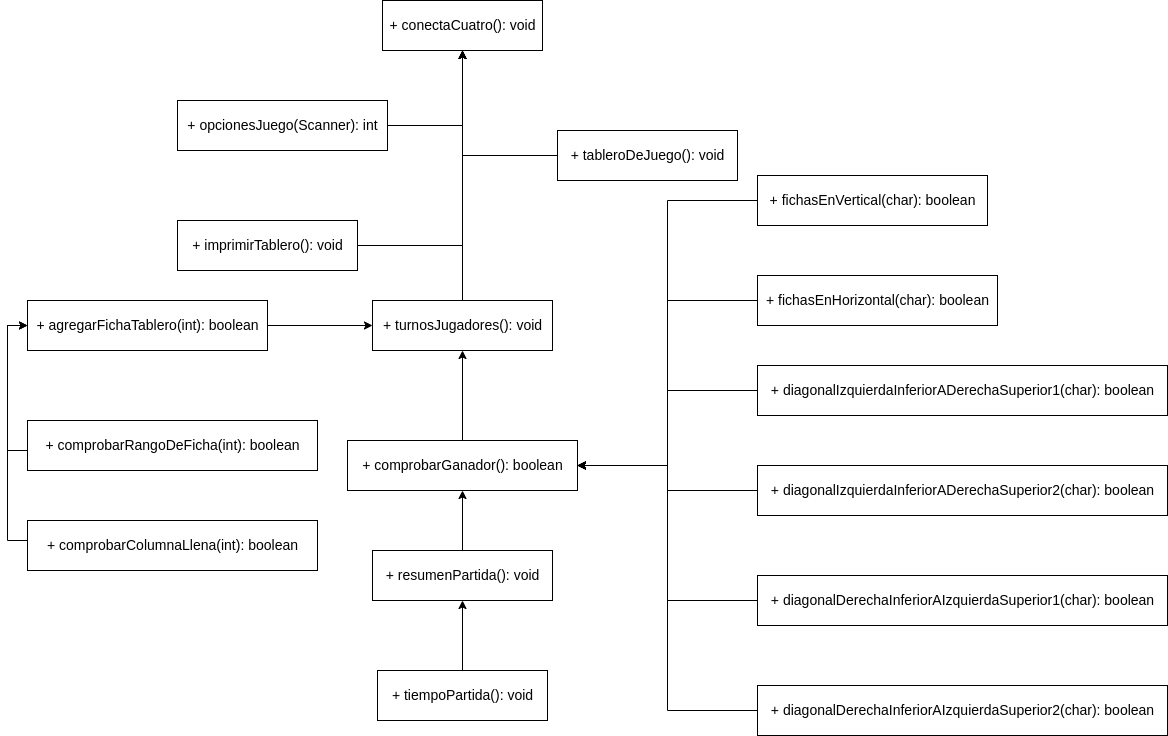 + conectaCuatro(): void
+ opcionesJuego(Scanner): int
+ tableroDeJuego(): void
+ fichasEnVertical(char): boolean
+ imprimirTablero(): void
+ fichasEnHorizontal(char): boolean
+ agregarFichaTablero(int): boolean
+ turnosJugadores(): void
+ diagonalIzquierdaInferiorADerechaSuperior1(char): boolean
+ comprobarRangoDeFicha(int): boolean
+ comprobarGanador(): boolean
+ diagonalIzquierdaInferiorADerechaSuperior2(char): boolean
+ comprobarColumnaLlena(int): boolean
+ resumenPartida(): void
+ diagonalDerechaInferiorAIzquierdaSuperior1(char): boolean
+ tiempoPartida(): void
+ diagonalDerechaInferiorAIzquierdaSuperior2(char): boolean